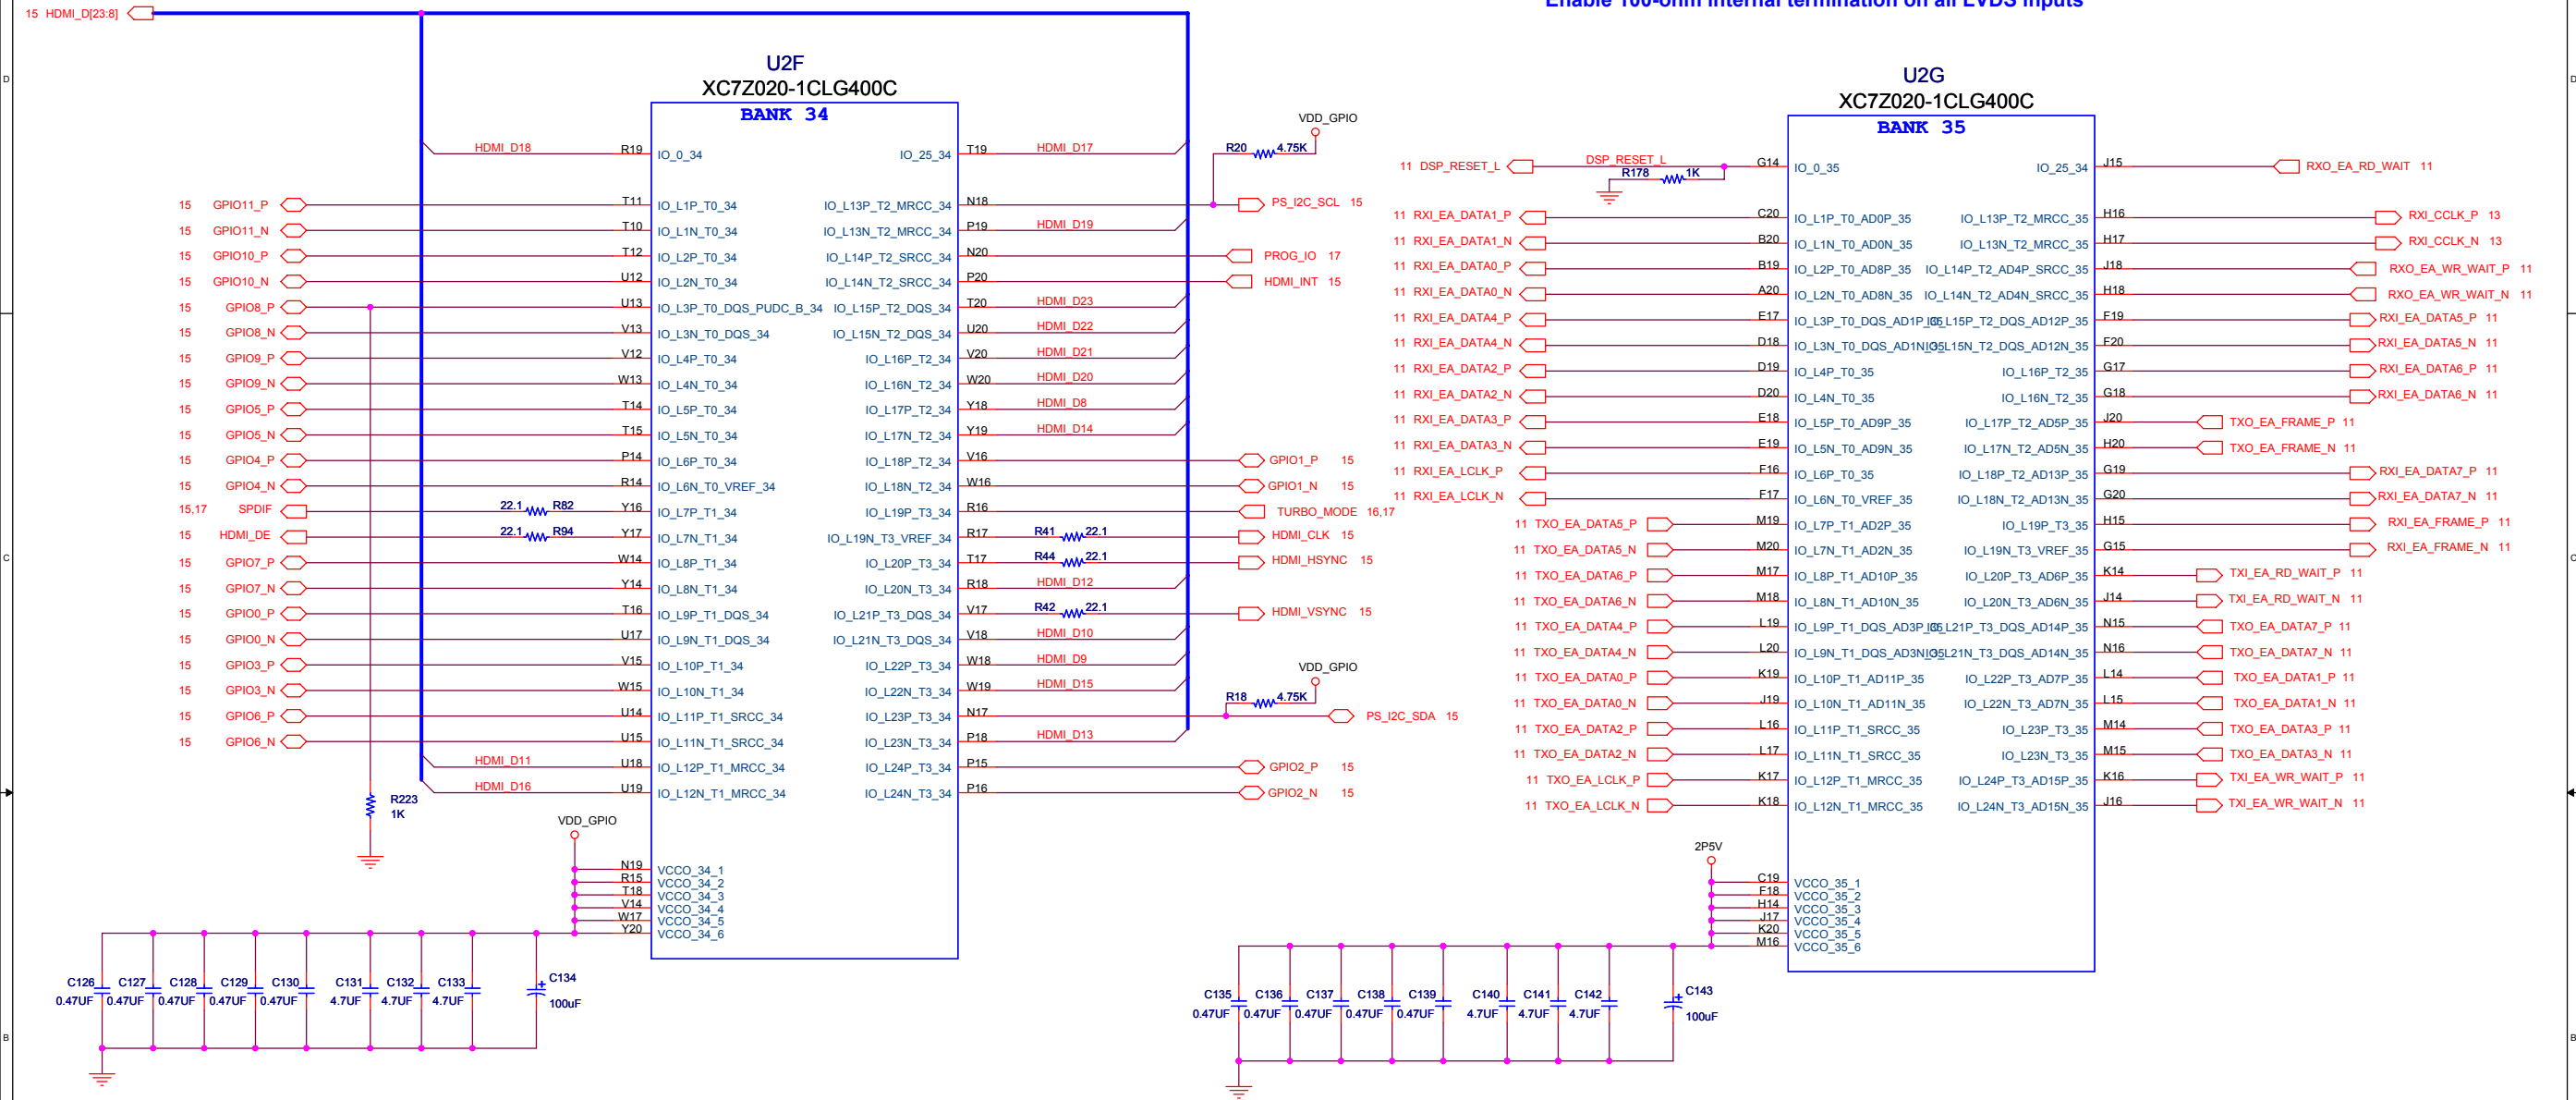 15 HDMI_D[23:8]
Enable 100-ohm internal termination on all LVDS inputs
D
D
C
C
B
B
U2F
XC7Z020-1CLG400C
BANK 34
HDMI_D18 R19 IO_0_34
15 GPIO11_P T11 IO_L1P_T0_34
15 GPIO11_N T10 IO_L1N_T0_34
15 GPIO10_P T12 IO_L2P_T0_34
15 GPIO10_N U12 IO_L2N_T0_34
15 GPIO8_P U13 IO_L3P_T0_DQS_PUDC_B_34
15 GPIO8_N V13 IO_L3N_T0_DQS_34
15 GPIO9_P V12 IO_L4P_T0_34
15 GPIO9_N W13 IO_L4N_T0_34
15 GPIO5_P T14 IO_L5P_T0_34
15 GPIO5_N T15 IO_L5N_T0_34
15 GPIO4_P P14 IO_L6P_T0_34
15 GPIO4_N R14 IO_L6N_T0_VREF_34
15,17 SPDIF 22.1 R82 Y16 IO_L7P_T1_34
15 HDMI_DE 22.1 R94 Y17 IO_L7N_T1_34
15 GPIO7_P W14 IO_L8P_T1_34
15 GPIO7_N Y14 IO_L8N_T1_34
15 GPIO0_P T16 IO_L9P_T1_DQS_34
15 GPIO0_N U17 IO_L9N_T1_DQS_34
15 GPIO3_P V15 IO_L10P_T1_34
15 GPIO3_N W15 IO_L10N_T1_34
15 GPIO6_P U14 IO_L11P_T1_SRCC_34
15 GPIO6_N U15 IO_L11N_T1_SRCC_34
HDMI_D11 U18 IO_L12P_T1_MRCC_34
HDMI_D16 U19 IO_L12N_T1_MRCC_34
R223
1K
VDD_GPIO
N19 VCCO_34_1
R15 VCCO_34_2
T18 VCCO_34_3
V14 VCCO_34_4
W17 VCCO_34_5
Y20 VCCO_34_6
IO_25_34 T19 HDMI_D17
VDD_GPIO
R20 4.75K
IO_L13P_T2_MRCC_34 N18 PS_I2C_SCL 15
IO_L13N_T2_MRCC_34 P19 HDMI_D19
IO_L14P_T2_SRCC_34 N20 PROG_IO 17
IO_L14N_T2_SRCC_34 P20 HDMI_INT 15
IO_L15P_T2_DQS_34 T20 HDMI_D23
IO_L15N_T2_DQS_34 U20 HDMI_D22
IO_L16P_T2_34 V20 HDMI_D21
IO_L16N_T2_34 W20 HDMI_D20
IO_L17P_T2_34 Y18 HDMI_D8
IO_L17N_T2_34 Y19 HDMI_D14
IO_L18P_T2_34 V16 GPIO1_P 15
IO_L18N_T2_34 W16 GPIO1_N 15
IO_L19P_T3_34 R16 TURBO_MODE 16,17
IO_L19N_T3_VREF_34 R17 R41 22.1 HDMI_CLK 15
IO_L20P_T3_34 T17 R44 22.1 HDMI_HSYNC 15
IO_L20N_T3_34 R18 HDMI_D12
IO_L21P_T3_DQS_34 V17 R42 22.1 HDMI_VSYNC 15
IO_L21N_T3_DQS_34 V18 HDMI_D10
IO_L22P_T3_34 W18 HDMI_D9
IO_L22N_T3_34 W19 HDMI_D15
VDD_GPIO
R18 4.75K
IO_L23P_T3_34 N17 PS_I2C_SDA 15
IO_L23N_T3_34 P18 HDMI_D13
IO_L24P_T3_34 P15 GPIO2_P 15
IO_L24N_T3_34 P16 GPIO2_N 15
C126 C127 C128 C129 C130 C131 C132 C133 C134
0.47UF 0.47UF 0.47UF 0.47UF 0.47UF 4.7UF 4.7UF 4.7UF 100uF
U2G
XC7Z020-1CLG400C
BANK 35
11 DSP_RESET_L DSP_RESET_L G14 IO_0_35
R178 1K
11 RXI_EA_DATA1_P C20 IO_L1P_T0_AD0P_35
11 RXI_EA_DATA1_N B20 IO_L1N_T0_AD0N_35
11 RXI_EA_DATA0_P B19 IO_L2P_T0_AD8P_35
11 RXI_EA_DATA0_N A20 IO_L2N_T0_AD8N_35
11 RXI_EA_DATA4_P E17 IO_L3P_T0_DQS_AD1P_35
11 RXI_EA_DATA4_N D18 IO_L3N_T0_DQS_AD1N_35
11 RXI_EA_DATA2_P D19 IO_L4P_T0_35
11 RXI_EA_DATA2_N D20 IO_L4N_T0_35
11 RXI_EA_DATA3_P E18 IO_L5P_T0_AD9P_35
11 RXI_EA_DATA3_N E19 IO_L5N_T0_AD9N_35
11 RXI_EA_LCLK_P F16 IO_L6P_T0_35
11 RXI_EA_LCLK_N F17 IO_L6N_T0_VREF_35
11 TXO_EA_DATA5_P M19 IO_L7P_T1_AD2P_35
11 TXO_EA_DATA5_N M20 IO_L7N_T1_AD2N_35
11 TXO_EA_DATA6_P M17 IO_L8P_T1_AD10P_35
11 TXO_EA_DATA6_N M18 IO_L8N_T1_AD10N_35
11 TXO_EA_DATA4_P L19 IO_L9P_T1_DQS_AD3P_35
11 TXO_EA_DATA4_N L20 IO_L9N_T1_DQS_AD3N_35
11 TXO_EA_DATA0_P K19 IO_L10P_T1_AD11P_35
11 TXO_EA_DATA0_N J19 IO_L10N_T1_AD11N_35
11 TXO_EA_DATA2_P L16 IO_L11P_T1_SRCC_35
11 TXO_EA_DATA2_N L17 IO_L11N_T1_SRCC_35
11 TXO_EA_LCLK_P K17 IO_L12P_T1_MRCC_35
11 TXO_EA_LCLK_N K18 IO_L12N_T1_MRCC_35
2P5V
C19 VCCO_35_1
F18 VCCO_35_2
H14 VCCO_35_3
J17 VCCO_35_4
K20 VCCO_35_5
M16 VCCO_35_6
IO_25_34 J15 RXO_EA_RD_WAIT 11
IO_L13P_T2_MRCC_35 H16 RXI_CCLK_P 13
IO_L13N_T2_MRCC_35 H17 RXI_CCLK_N 13
IO_L14P_T2_AD4P_SRCC_35 J18 RXO_EA_WR_WAIT_P 11
IO_L14N_T2_AD4N_SRCC_35 H18 RXO_EA_WR_WAIT_N 11
IO_L15P_T2_DQS_AD12P_35 F19 RXI_EA_DATA5_P 11
IO_L15N_T2_DQS_AD12N_35 F20 RXI_EA_DATA5_N 11
IO_L16P_T2_35 G17 RXI_EA_DATA6_P 11
IO_L16N_T2_35 G18 RXI_EA_DATA6_N 11
IO_L17P_T2_AD5P_35 J20 TXO_EA_FRAME_P 11
IO_L17N_T2_AD5N_35 H20 TXO_EA_FRAME_N 11
IO_L18P_T2_AD13P_35 G19 RXI_EA_DATA7_P 11
IO_L18N_T2_AD13N_35 G20 RXI_EA_DATA7_N 11
IO_L19P_T3_35 H15 RXI_EA_FRAME_P 11
IO_L19N_T3_VREF_35 G15 RXI_EA_FRAME_N 11
IO_L20P_T3_AD6P_35 K14 TXI_EA_RD_WAIT_P 11
IO_L20N_T3_AD6N_35 J14 TXI_EA_RD_WAIT_N 11
IO_L21P_T3_DQS_AD14P_35 N15 TXO_EA_DATA7_P 11
IO_L21N_T3_DQS_AD14N_35 N16 TXO_EA_DATA7_N 11
IO_L22P_T3_AD7P_35 L14 TXO_EA_DATA1_P 11
IO_L22N_T3_AD7N_35 L15 TXO_EA_DATA1_N 11
IO_L23P_T3_35 M14 TXO_EA_DATA3_P 11
IO_L23N_T3_35 M15 TXO_EA_DATA3_N 11
IO_L24P_T3_AD15P_35 K16 TXI_EA_WR_WAIT_P 11
IO_L24N_T3_AD15N_35 J16 TXI_EA_WR_WAIT_N 11
C135 C136 C137 C138 C139 C140 C141 C142 C143
0.47UF 0.47UF 0.47UF 0.47UF 0.47UF 4.7UF 4.7UF 4.7UF 100uF